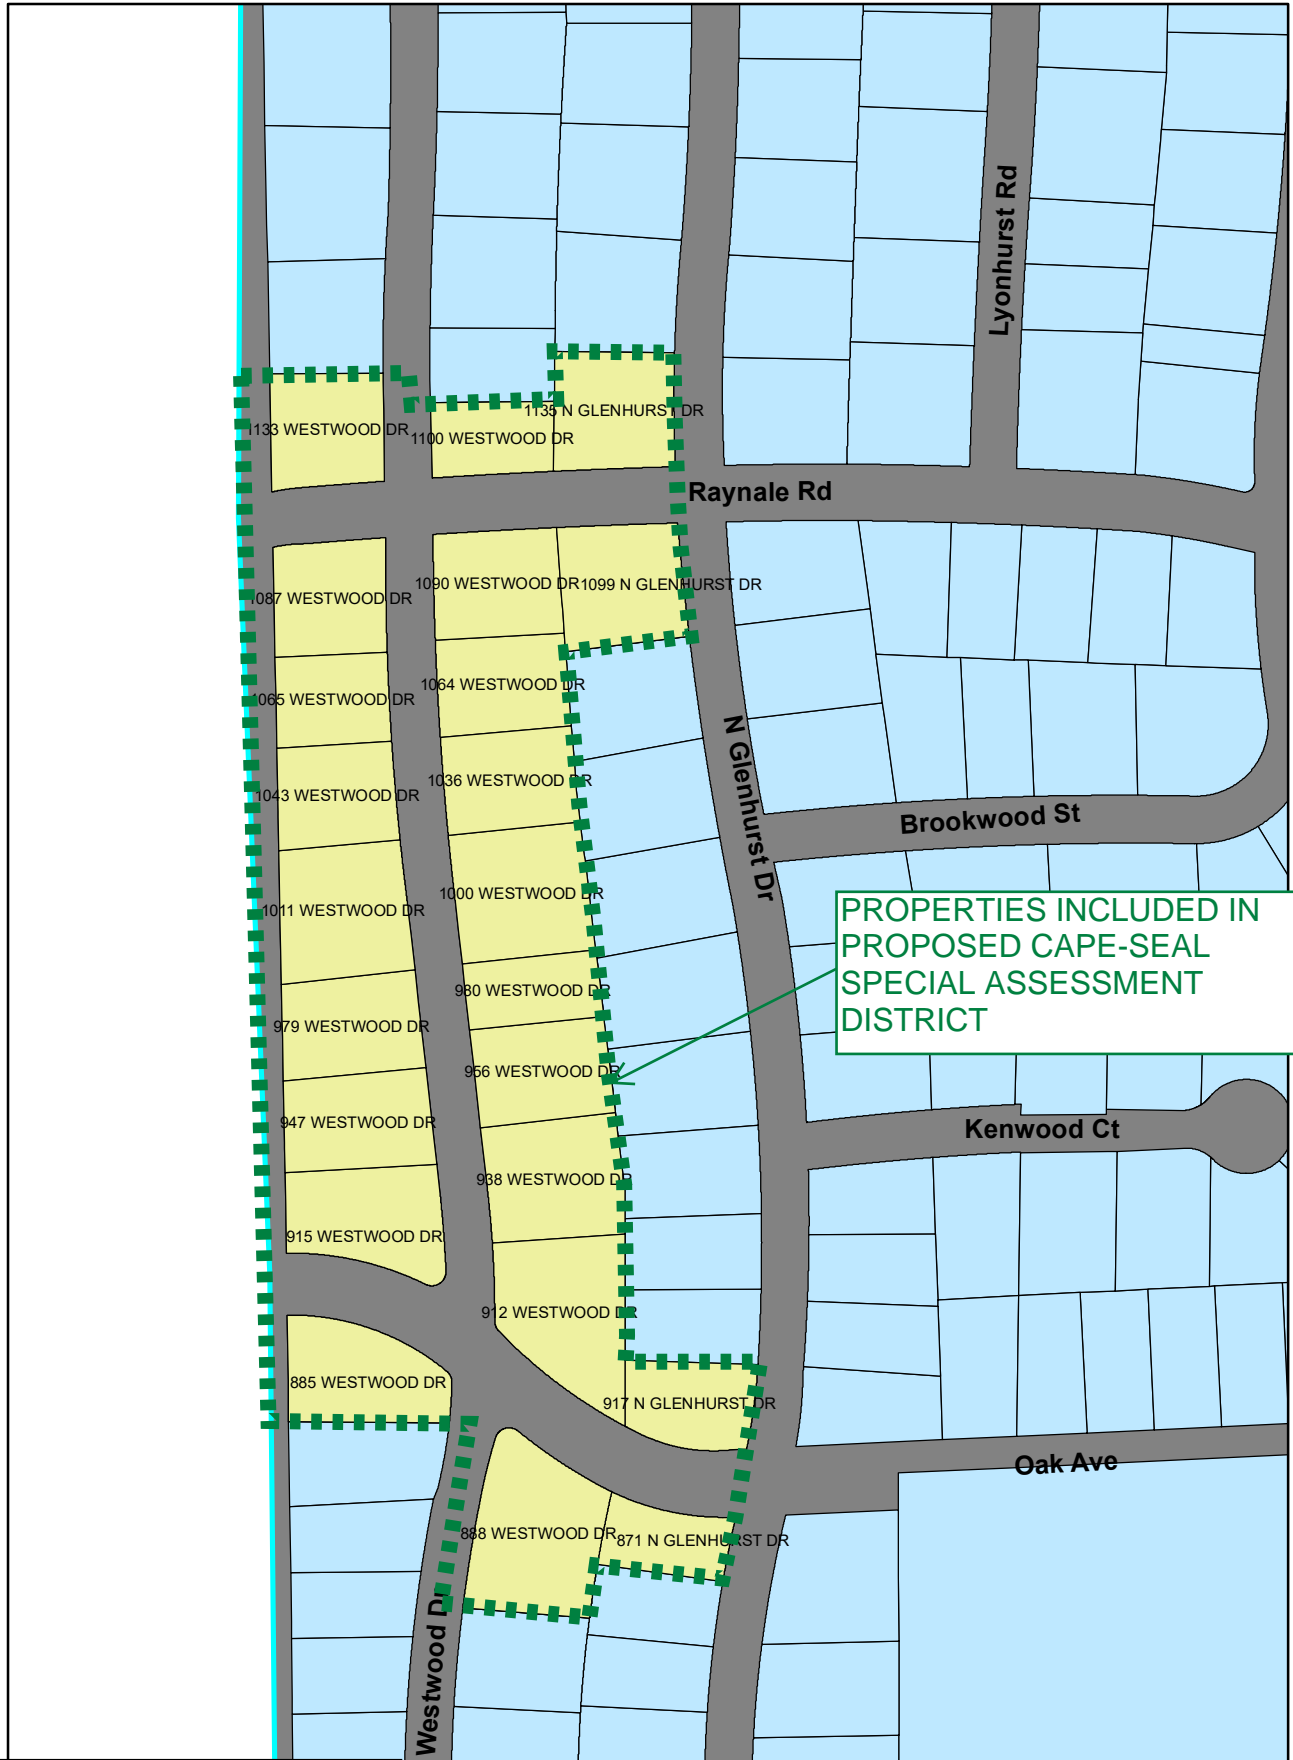 Lyonhurst Rd
1135 N GLENHURST DR
1133 WESTWOOD DR
1100 WESTWOOD DR
Raynale Rd
1090 WESTWOOD DR
1099 N GLENHURST DR
1087 WESTWOOD DR
1064 WESTWOOD DR
1065 WESTWOOD DR
N Glenhurst Dr
1036 WESTWOOD DR
1043 WESTWOOD DR
Brookwood St
1000 WESTWOOD DR
1011 WESTWOOD DR
PROPERTIES INCLUDED IN
PROPOSED CAPE-SEAL
SPECIAL ASSESSMENT
DISTRICT
980 WESTWOOD DR
979 WESTWOOD DR
956 WESTWOOD DR
947 WESTWOOD DR
Kenwood Ct
938 WESTWOOD DR
915 WESTWOOD DR
912 WESTWOOD DR
885 WESTWOOD DR
917 N GLENHURST DR
Oak Ave
888 WESTWOOD DR
871 N GLENHURST DR
Westwood Dr